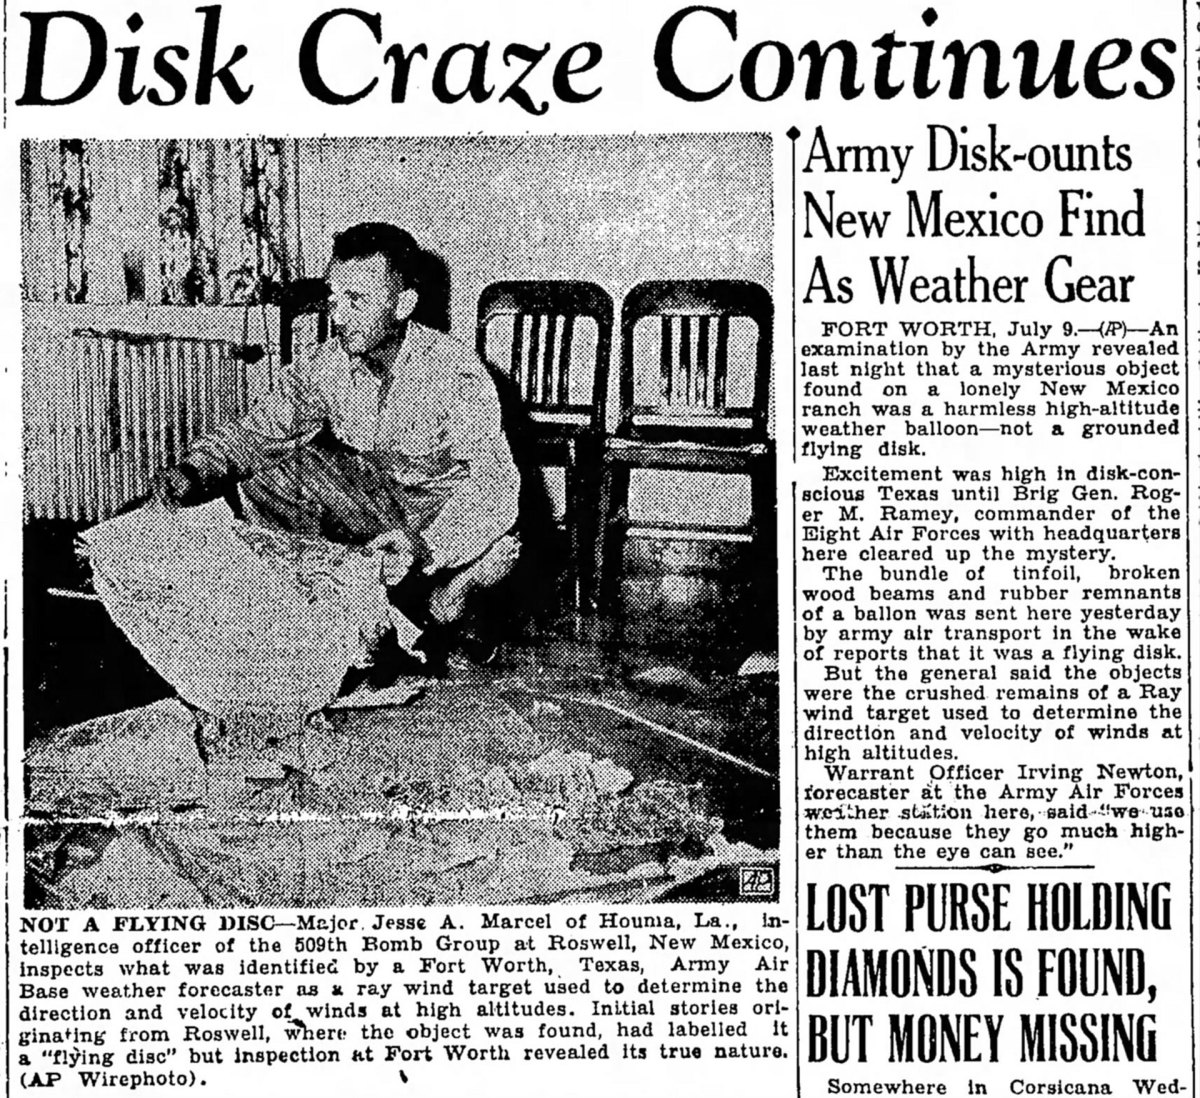 Disk Craze Continues
Army Disk-ounts
New Mexico Find
As Weather Gear
FORT WORTH, July 9.—(AP)—An
examination by the Army revealed
last night that a mysterious object
found on a lonely New Mexico
ranch was a harmless high-altitude
weather balloon—not a grounded
flying disk.
Excitement was high in disk-con-
scious Texas until Brig Gen. Rog-
er M. Ramey, commander of the
Eight Air Forces with headquarters
here cleared up the mystery.
The bundle of tinfoil, broken
wood beams and rubber remnants
of a ballon was sent here yesterday
by army air transport in the wake
of reports that it was a flying disk.
But the general said the objects
were the crushed remains of a Ray
wind target used to determine the
direction and velocity of winds at
high altitudes.
Warrant Officer Irving Newton,
forecaster at the Army Air Forces
weather station here, said "we use
them because they go much high-
er than the eye can see."
AP
NOT A FLYING DISC—Major Jesse A. Marcel of Houma, La., in-
telligence officer of the 509th Bomb Group at Roswell, New Mexico,
inspects what was identified by a Fort Worth, Texas, Army Air
Base weather forecaster as a ray wind target used to determine the
direction and velocity of winds at high altitudes. Initial stories ori-
ginating from Roswell, where the object was found, had labelled it
a "flying disc" but inspection at Fort Worth revealed its true nature.
(AP Wirephoto).
LOST PURSE HOLDING
DIAMONDS IS FOUND,
BUT MONEY MISSING
Somewhere in Corsicana Wed-